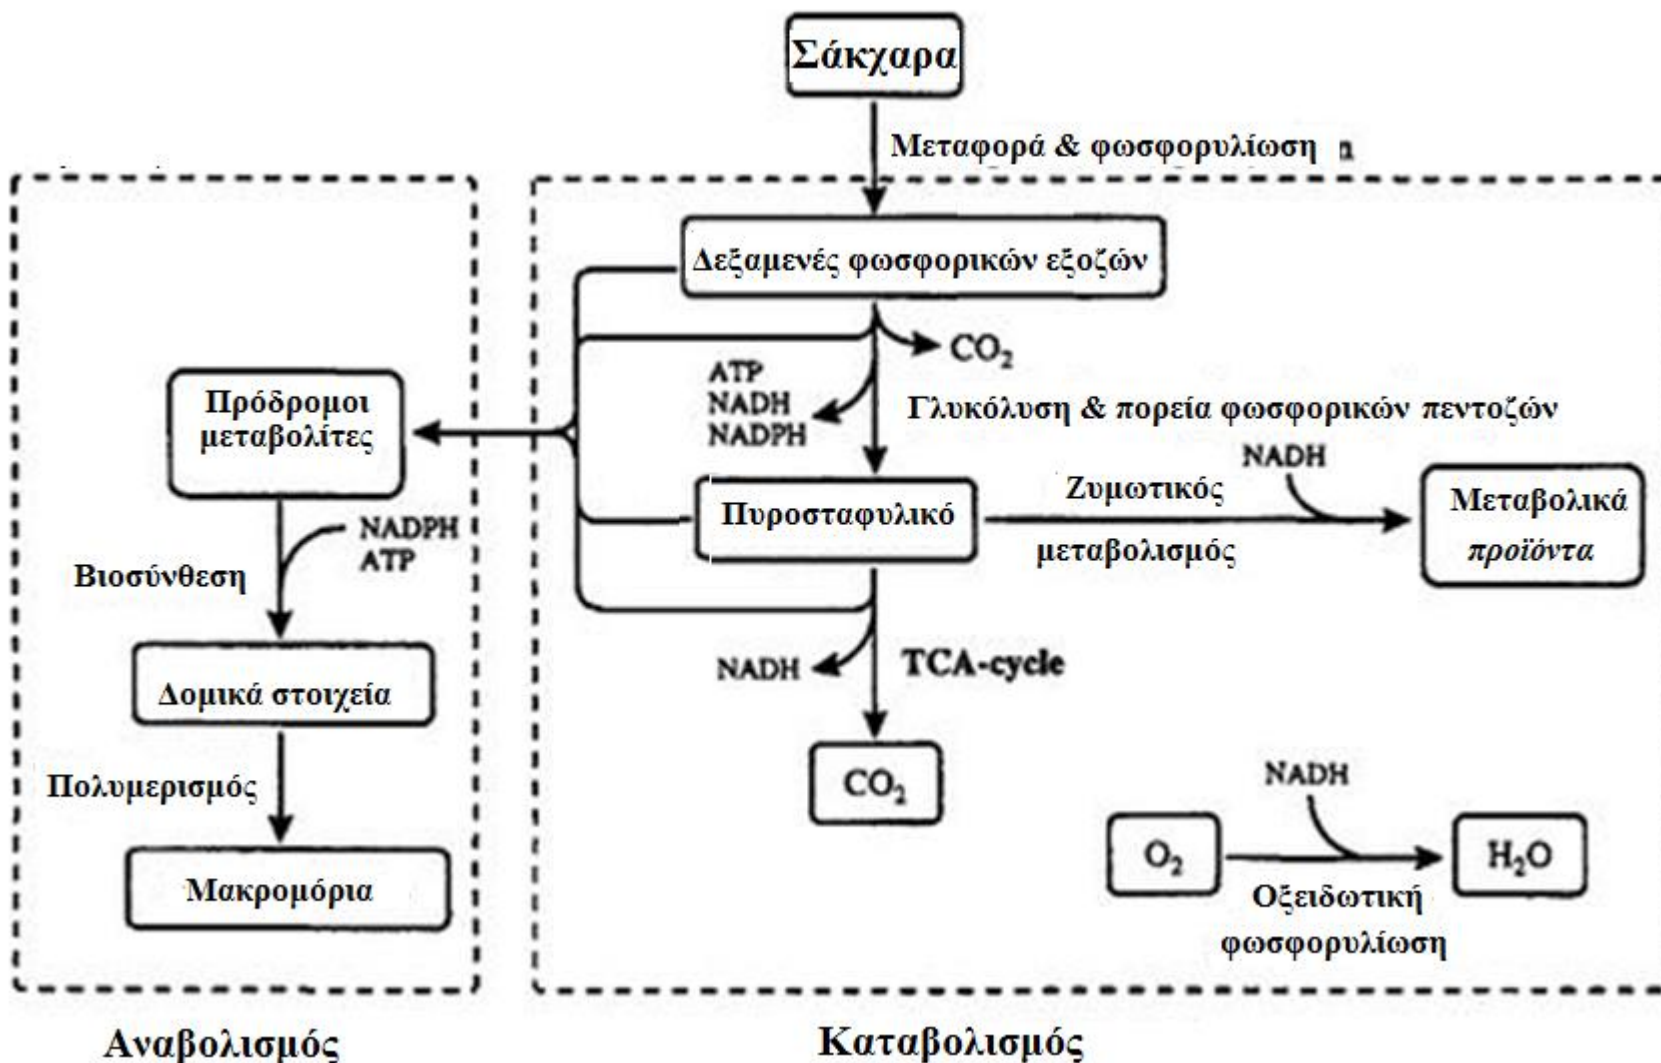 Σάκχαρα
Μεταφορά & φωσφορυλίωση n
Δεξαμενές φωσφορικών εξοζών
CO₂
ATP
NADH
NADPH
Γλυκόλυση & πορεία φωσφορικών πεντοζών
Πρόδρομοι
μεταβολίτες
NADH
Πυροσταφυλικό
Ζυμωτικός
μεταβολισμός
Μεταβολικά
προϊόντα
NADPH
ATP
Βιοσύνθεση
NADH
TCA-cycle
Δομικά στοιχεία
CO₂
Πολυμερισμός
Μακρομόρια
NADH
O₂
H₂O
Οξειδωτική
φωσφορυλίωση
Αναβολισμός
Καταβολισμός